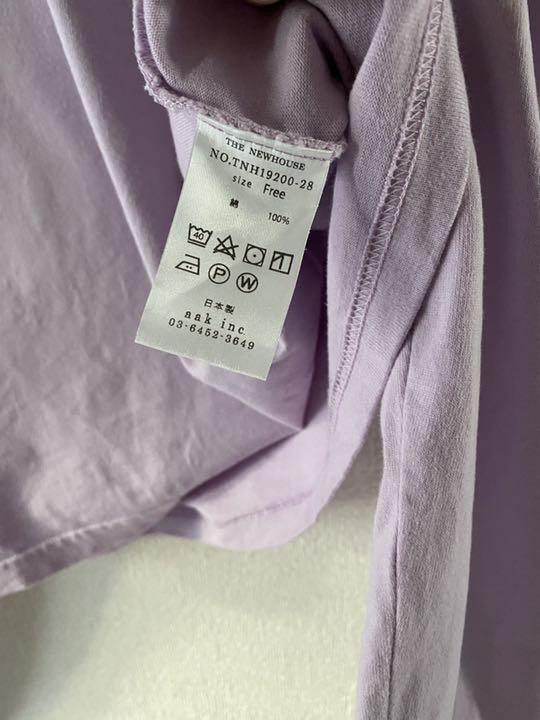 THE NEWHOUSE
NO.TNH19200-28
size Free
綿 100%
40
P W
日本製
aak inc.
03-6452-3649